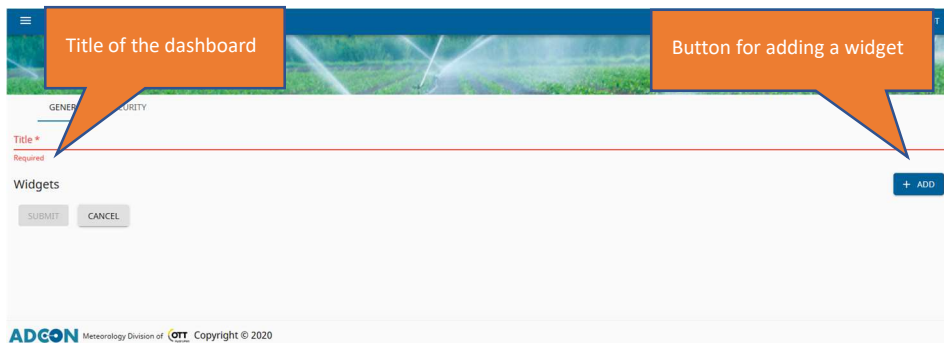 Title of the dashboard
Button for adding a widget
T
GENER
URITY
Title *
Required
Widgets
+ ADD
SUBMIT
CANCEL
ADCON Meteorology Division of OTT Copyright © 2020